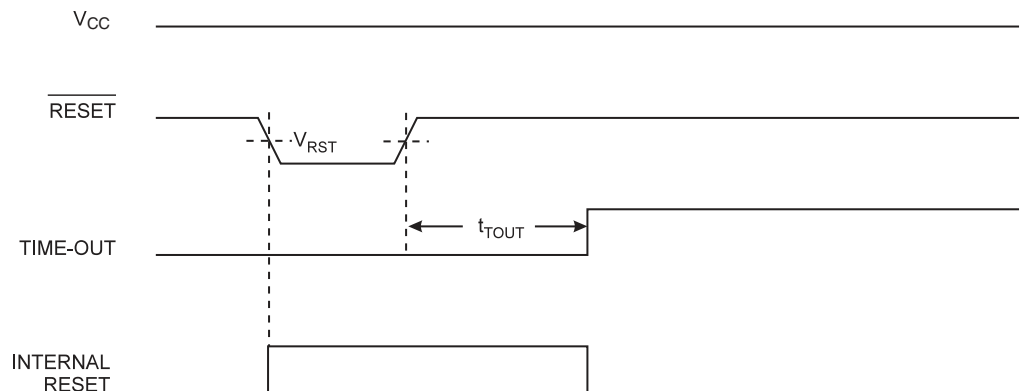 VCC
RESET
VRST
tTOUT
TIME-OUT
INTERNAL
RESET